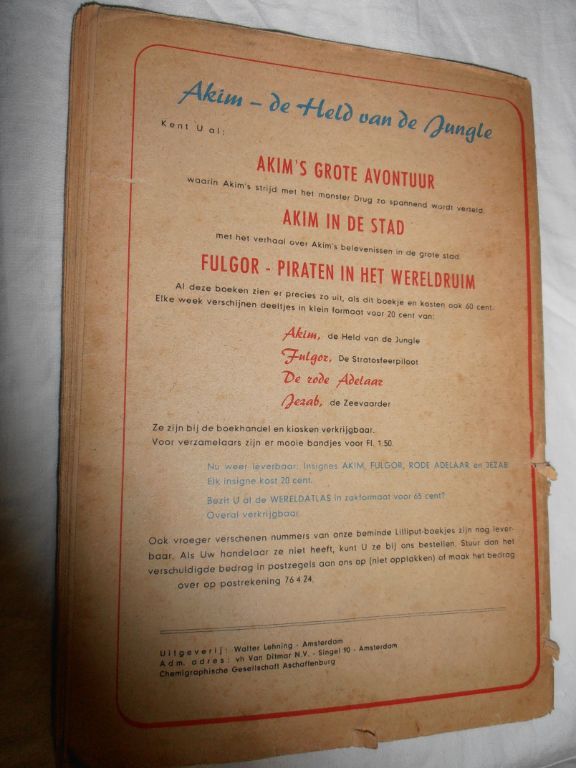 Akim – de Held van de Jungle
Kent U al:
AKIM'S GROTE AVONTUUR
waarin Akim's strijd met het monster Drug zo spannend wordt verteld.
AKIM IN DE STAD
met het verhaal over Akim's belevenissen in de grote stad.
FULGOR - PIRATEN IN HET WERELDRUIM
Al deze boeken zien er precies zo uit, als dit boekje en kosten ook 60 cent.
Elke week verschijnen deeltjes in klein formaat voor 20 cent van:
Akim, de Held van de Jungle
Fulgor, De Stratosfeerpiloot
De rode Adelaar
Jezab, de Zeevaarder
Ze zijn bij de boekhandel en kiosken verkrijgbaar.
Voor verzamelaars zijn er mooie bandjes voor Fl. 1.50.
Nu weer leverbaar: Insignes AKIM, FULGOR, RODE ADELAAR en JEZAB
Elk insigne kost 20 cent.
Bezit U al de WERELDATLAS in zakformaat voor 65 cent?
Overal verkrijgbaar.
Ook vroeger verschenen nummers van onze beminde Lilliput-boekjes zijn nog lever-
baar. Als Uw handelaar ze niet heeft, kunt U ze bij ons bestellen. Stuur dan het
verschuldigde bedrag in postzegels aan ons op (niet opplakken) of maak het bedrag
over op postrekening 76.4.24.
Uitgeverij: Walter Lehning - Amsterdam
Adm. adres: vh Van Ditmar N.V. - Singel 90 - Amsterdam
Chemigraphische Gesellschaft Aschaffenburg